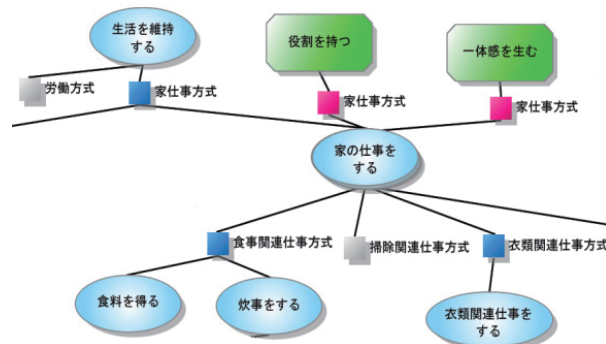 生活を維持
する
役割を持つ
一体感を生む
労働方式
家仕事方式
家仕事方式
家仕事方式
家の仕事を
する
食事関連仕事方式
掃除関連仕事方式
衣類関連仕事方式
食料を得る
炊事をする
衣類関連仕事を
する